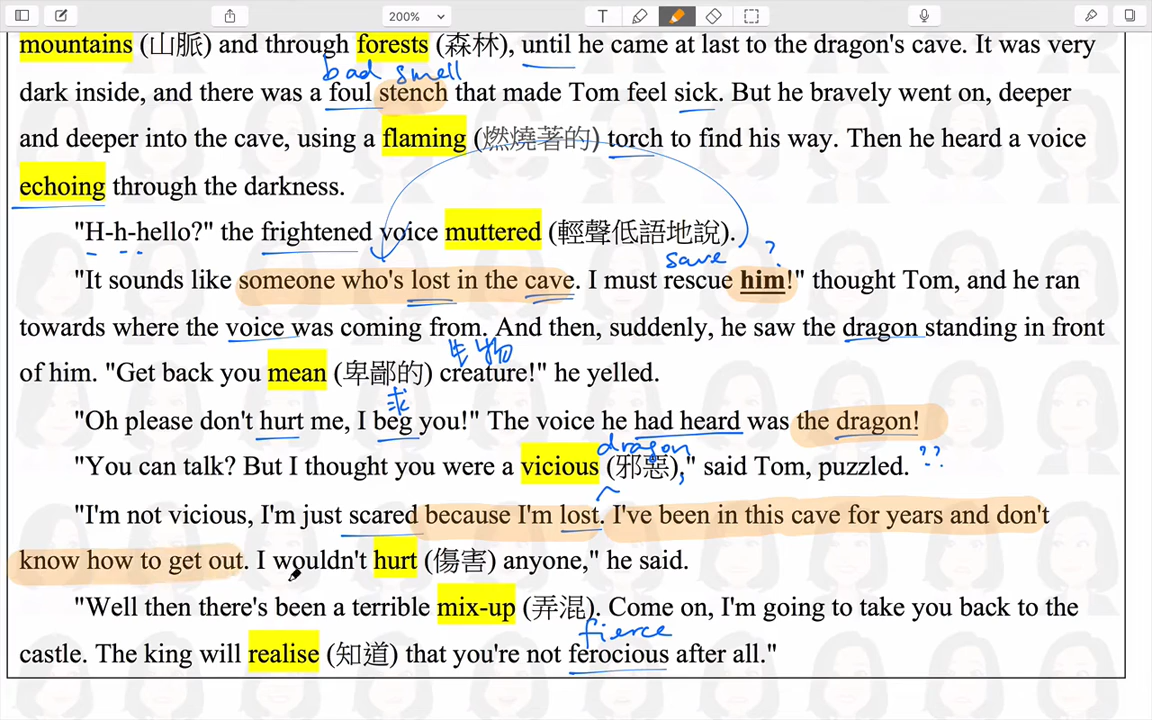 200%
T
mountains (山脈) and through forests (森林), until he came at last to the dragon's cave. It was very
bad smell
dark inside, and there was a foul stench that made Tom feel sick. But he bravely went on, deeper
and deeper into the cave, using a flaming (燃燒著的) torch to find his way. Then he heard a voice
echoing through the darkness.
"H-h-hello?" the frightened voice muttered (輕聲低語地說).
save ?
"It sounds like someone who's lost in the cave. I must rescue him!" thought Tom, and he ran
towards where the voice was coming from. And then, suddenly, he saw the dragon standing in front
生物
of him. "Get back you mean (卑鄙的) creature!" he yelled.
求
"Oh please don't hurt me, I beg you!" The voice he had heard was the dragon!
dragon
"You can talk? But I thought you were a vicious (邪惡)," said Tom, puzzled. ??
"I'm not vicious, I'm just scared because I'm lost. I've been in this cave for years and don't
know how to get out. I wouldn't hurt (傷害) anyone," he said.
"Well then there's been a terrible mix-up (弄混). Come on, I'm going to take you back to the
fierce
castle. The king will realise (知道) that you're not ferocious after all."